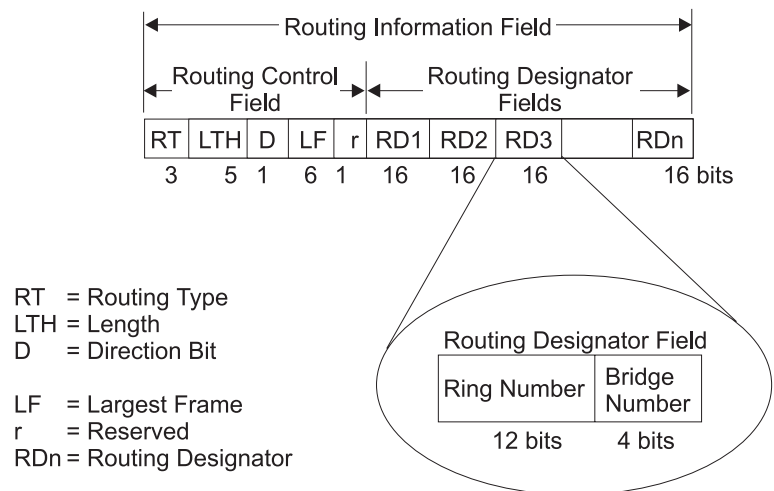 Routing Information Field
Routing Control Field
Routing Designator Fields
RT LTH D LF r RD1 RD2 RD3 RDn
3 5 1 6 1 16 16 16 16 bits
RT = Routing Type
LTH = Length
D = Direction Bit
LF = Largest Frame
r = Reserved
RDn = Routing Designator
Routing Designator Field
Ring Number
Bridge Number
12 bits
4 bits